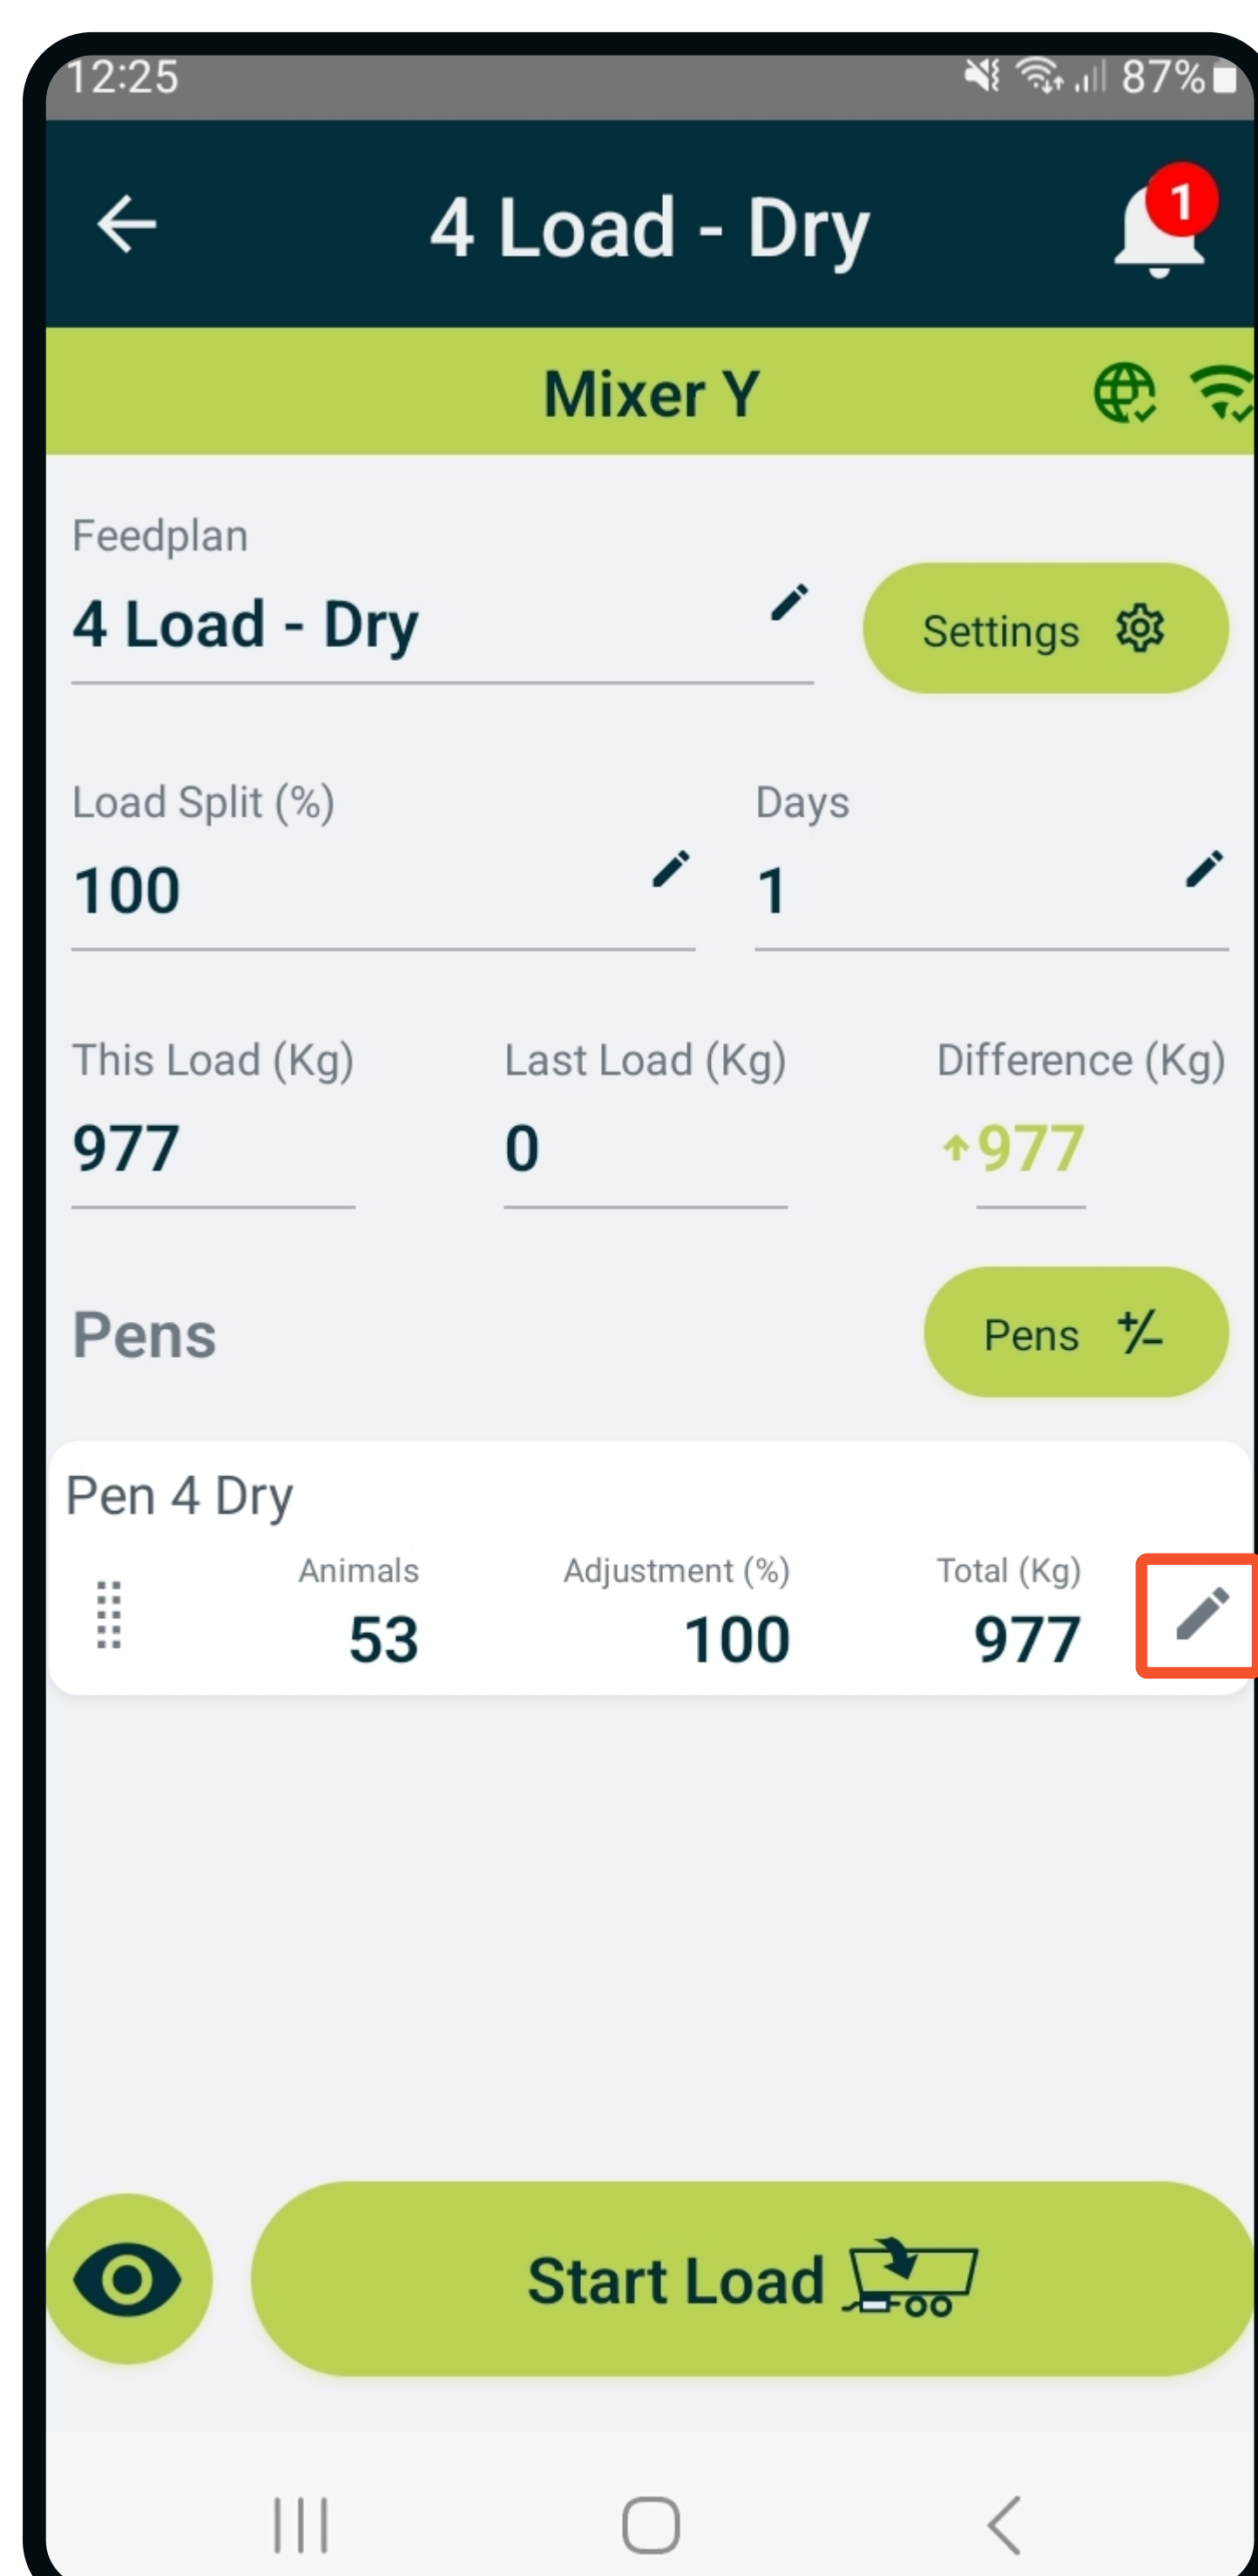 12:25 87%
4 Load - Dry 1
Mixer Y
Feedplan
4 Load - Dry
Settings
Load Split (%) Days
100 1
This Load (Kg) Last Load (Kg) Difference (Kg)
977 0 977
Pens Pens +/-
Pen 4 Dry
Animals Adjustment (%) Total (Kg)
53 100 977
Start Load